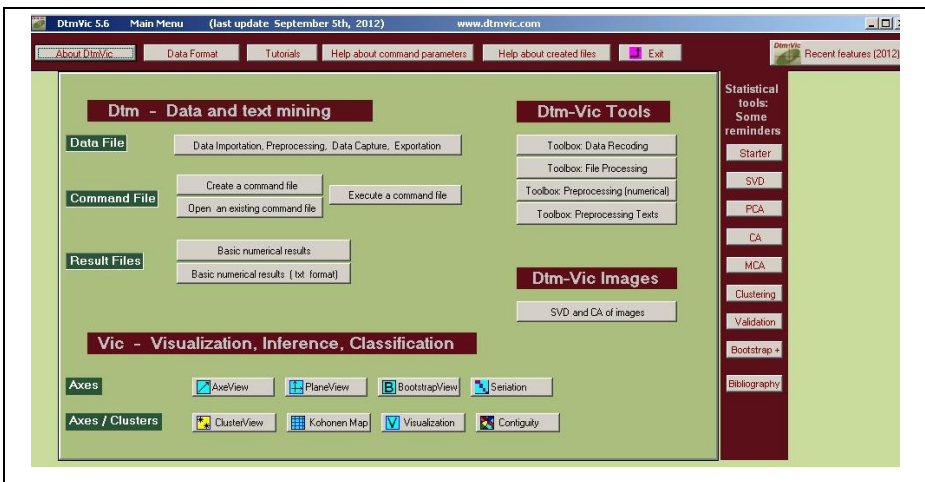 DtmVic 5.6 Main Menu (last update September 5th, 2012) www.dtmvic.com
About DtmVic Data Format Tutorials Help about command parameters Help about created files Exit
Dtm-Vic
Recent features (2012)
Dtm - Data and text mining
Data File
Data Importation, Preprocessing, Data Capture, Exportation
Command File
Create a command file
Open an existing command file
Execute a command file
Result Files
Basic numerical results
Basic numerical results ( txt format)
Dtm-Vic Tools
Toolbox: Data Recoding
Toolbox: File Processing
Toolbox: Preprocessing (numerical)
Toolbox: Preprocessing Texts
Dtm-Vic Images
SVD and CA of images
Vic - Visualization, Inference, Classification
Axes
AxeView PlaneView B BootstrapView Seriation
Axes / Clusters
ClusterView Kohonen Map V Visualization Contiguity
Statistical
tools:
Some
reminders
Starter
SVD
PCA
CA
MCA
Clustering
Validation
Bootstrap +
Bibliography